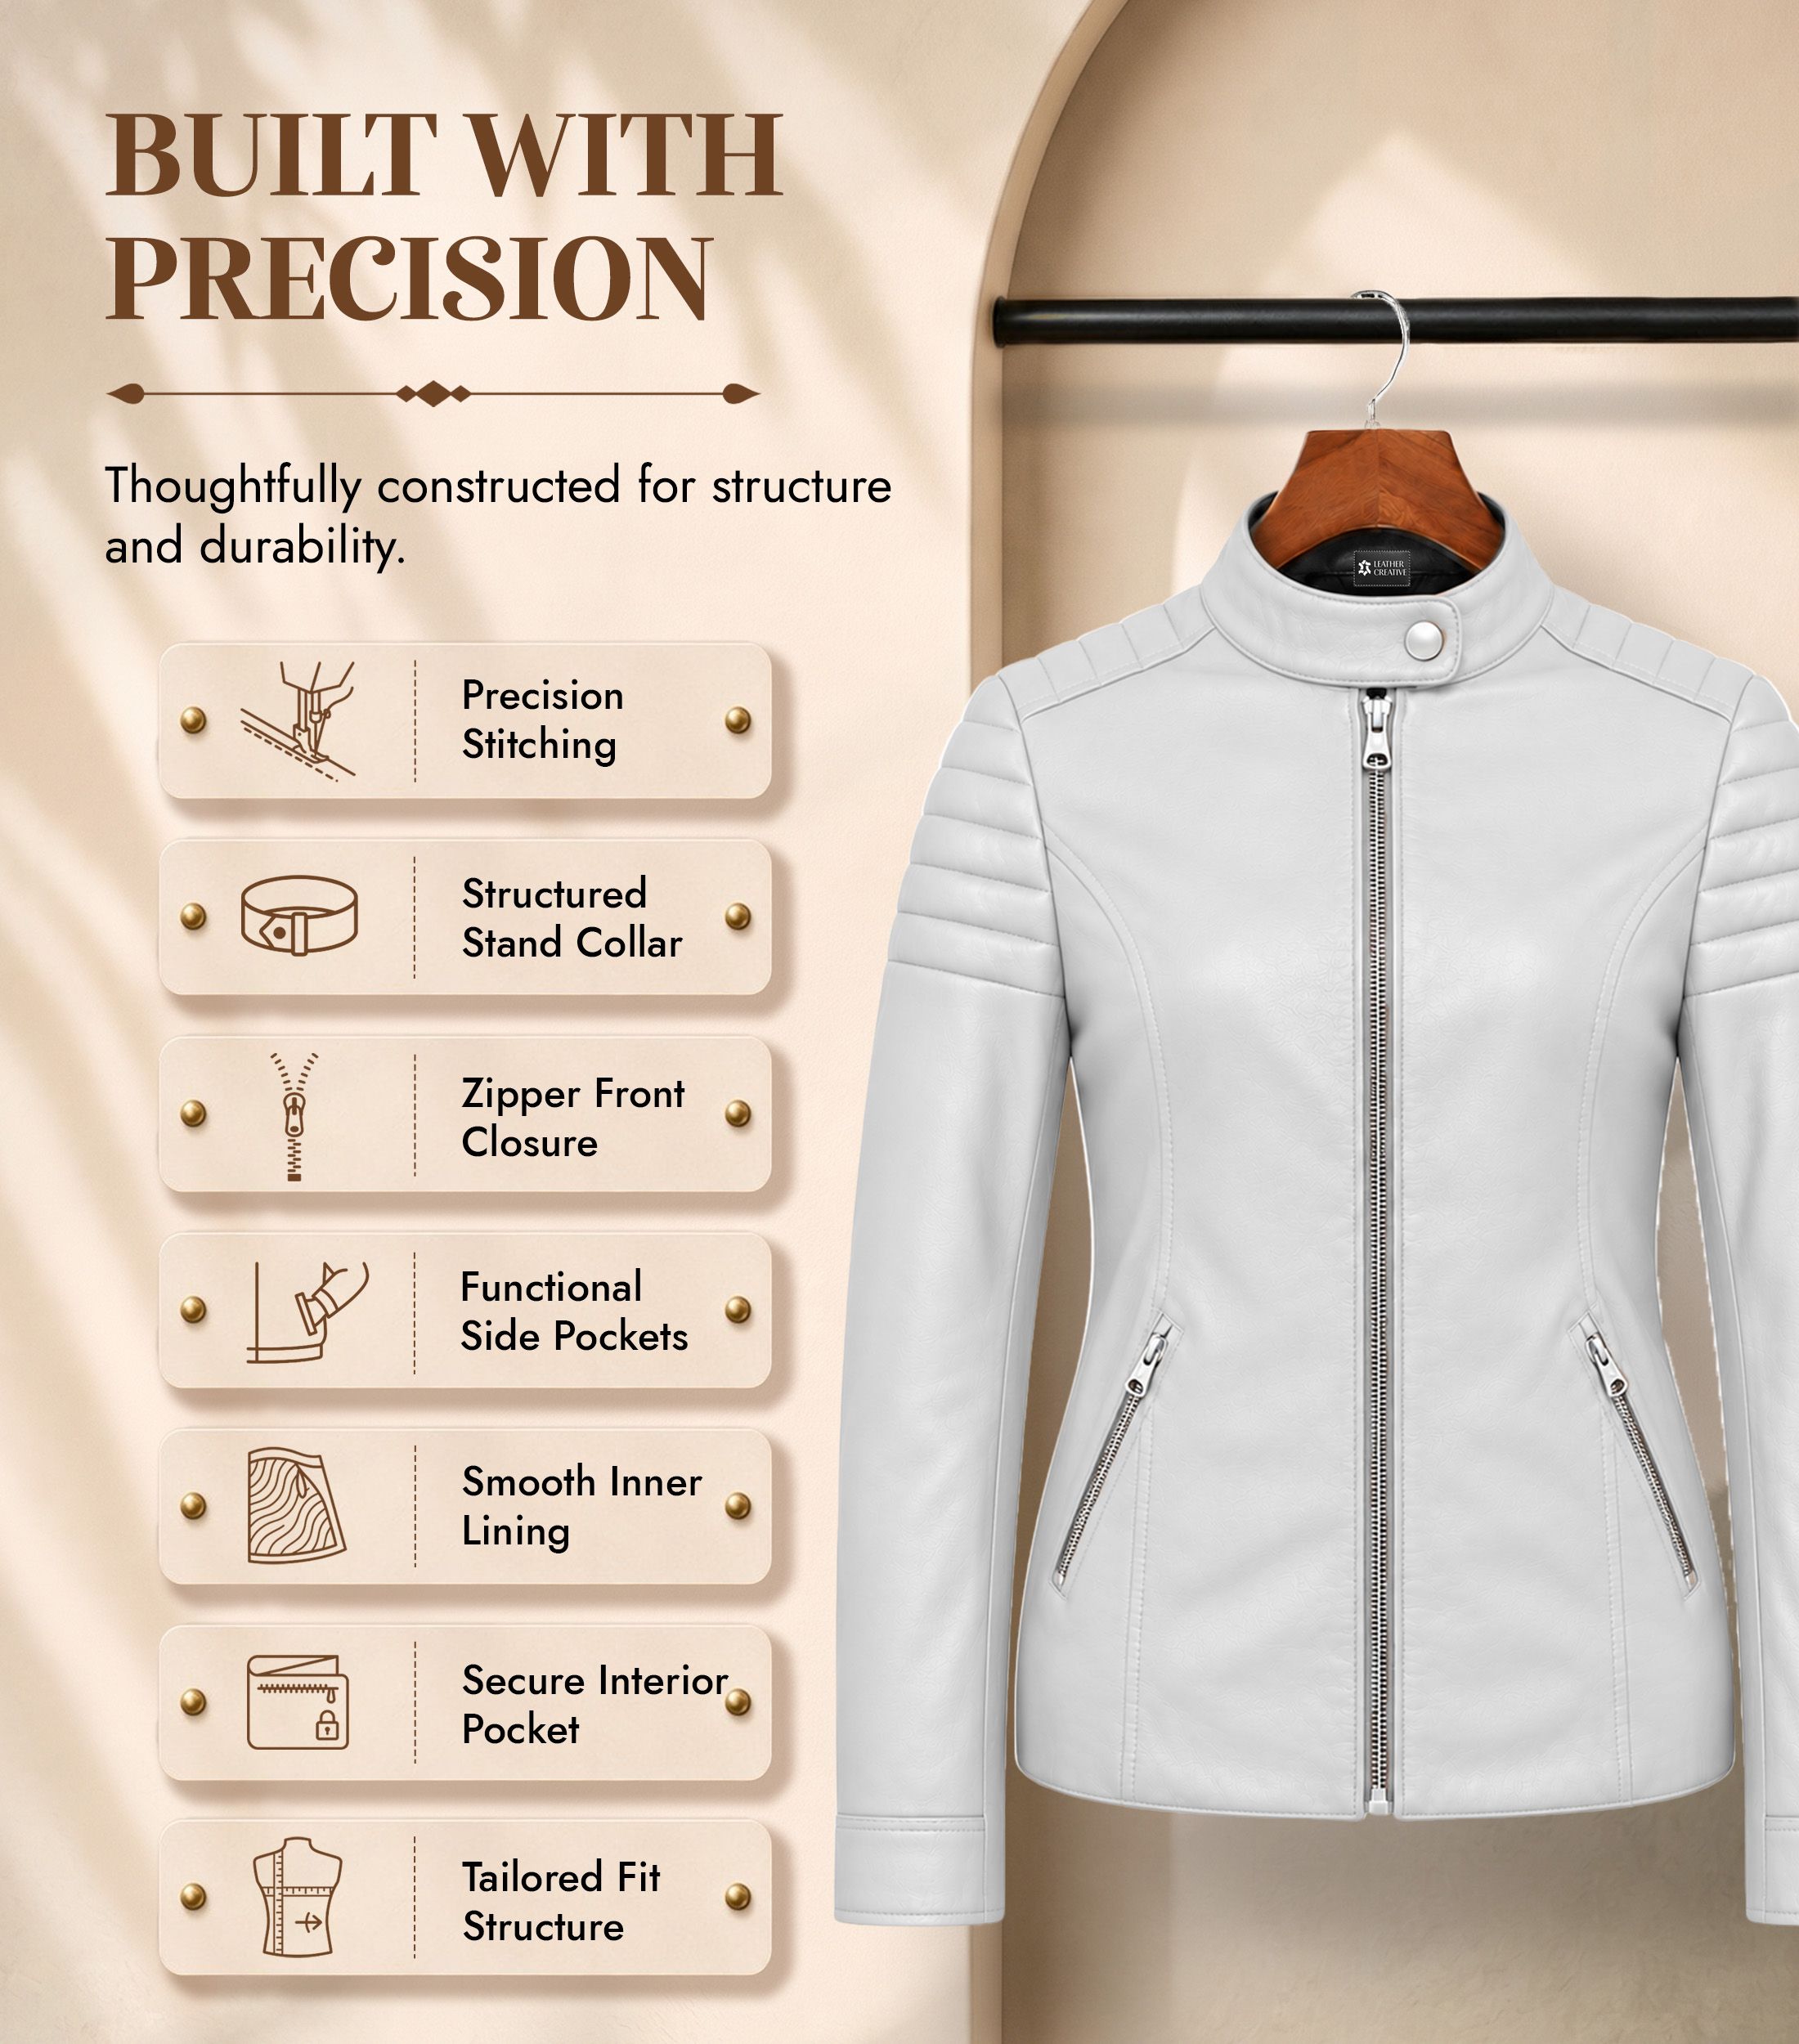 BUILT WITH
PRECISION
Thoughtfully constructed for structure
and durability.
Precision
Stitching
Structured
Stand Collar
Zipper Front
Closure
Functional
Side Pockets
Smooth Inner
Lining
Secure Interior
Pocket
Tailored Fit
Structure
LEATHER
CREATIVE